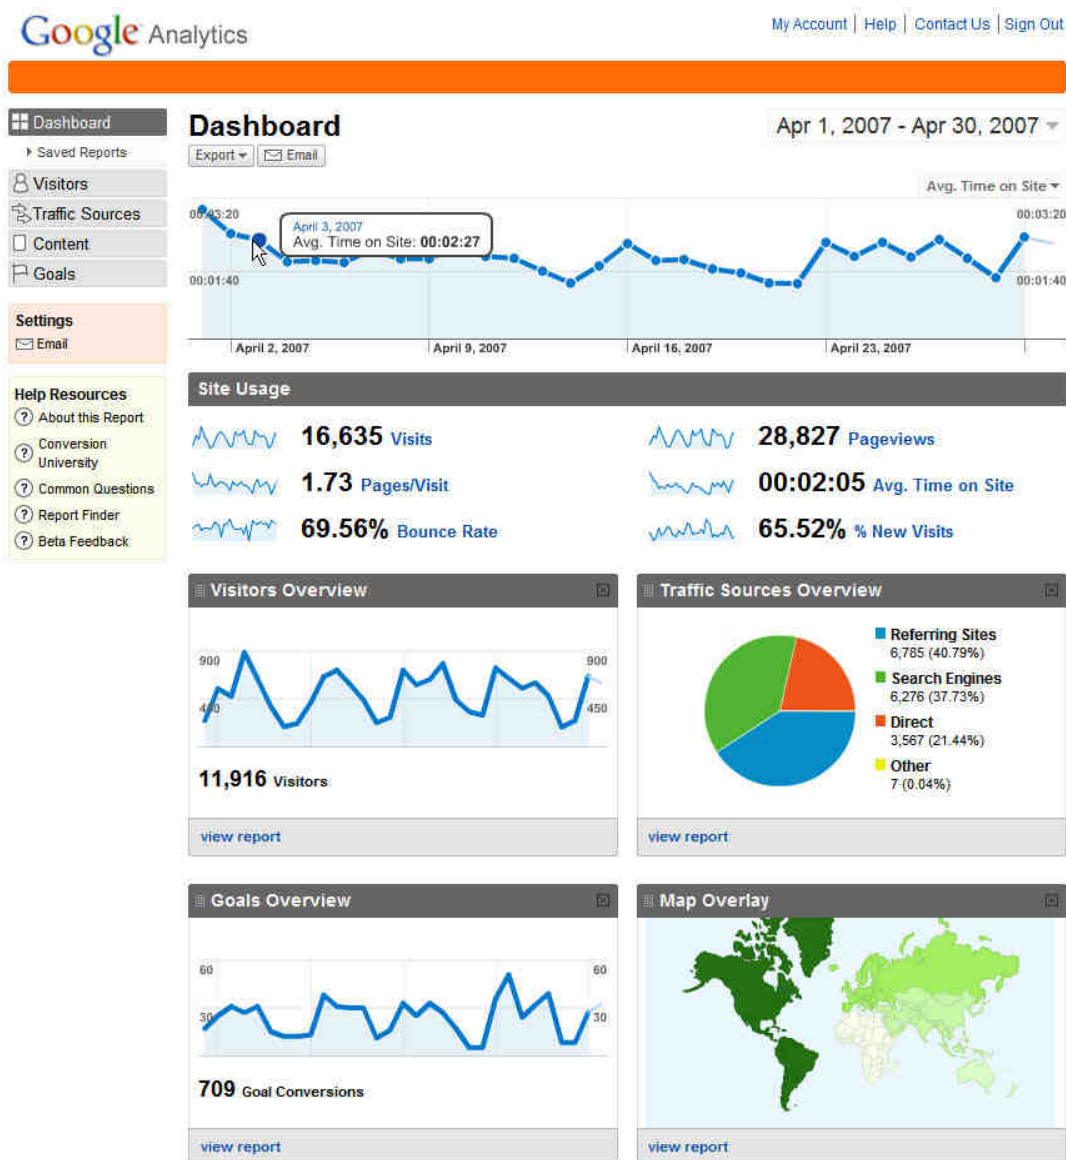 Google Analytics
My Account | Help | Contact Us | Sign Out
Dashboard
Saved Reports
Visitors
Traffic Sources
Content
Goals
Settings
Email
Help Resources
About this Report
Conversion
University
Common Questions
Report Finder
Beta Feedback
Dashboard
Apr 1, 2007 - Apr 30, 2007
Export
Email
Avg. Time on Site
00:03:20
00:03:20
April 3, 2007
Avg. Time on Site: 00:02:27
00:01:40
00:01:40
April 2, 2007
April 9, 2007
April 16, 2007
April 23, 2007
Site Usage
16,635 Visits
28,827 Pageviews
1.73 Pages/Visit
00:02:05 Avg. Time on Site
69.56% Bounce Rate
65.52% % New Visits
Visitors Overview
900
900
450
450
11,916 Visitors
view report
Traffic Sources Overview
Referring Sites
6,785 (40.79%)
Search Engines
6,276 (37.73%)
Direct
3,567 (21.44%)
Other
7 (0.04%)
view report
Goals Overview
60
60
30
30
709 Goal Conversions
view report
Map Overlay
view report